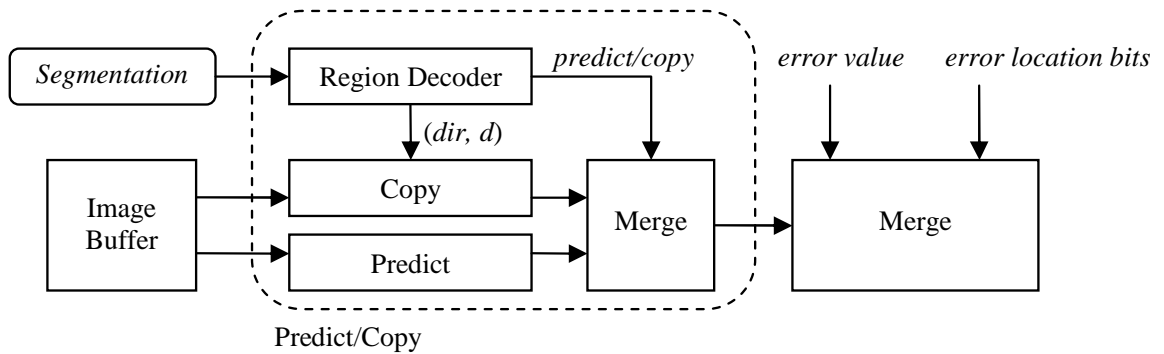 Segmentation
Region Decoder
predict/copy
error value
error location bits
(dir, d)
Image
Buffer
Copy
Predict
Merge
Merge
Predict/Copy